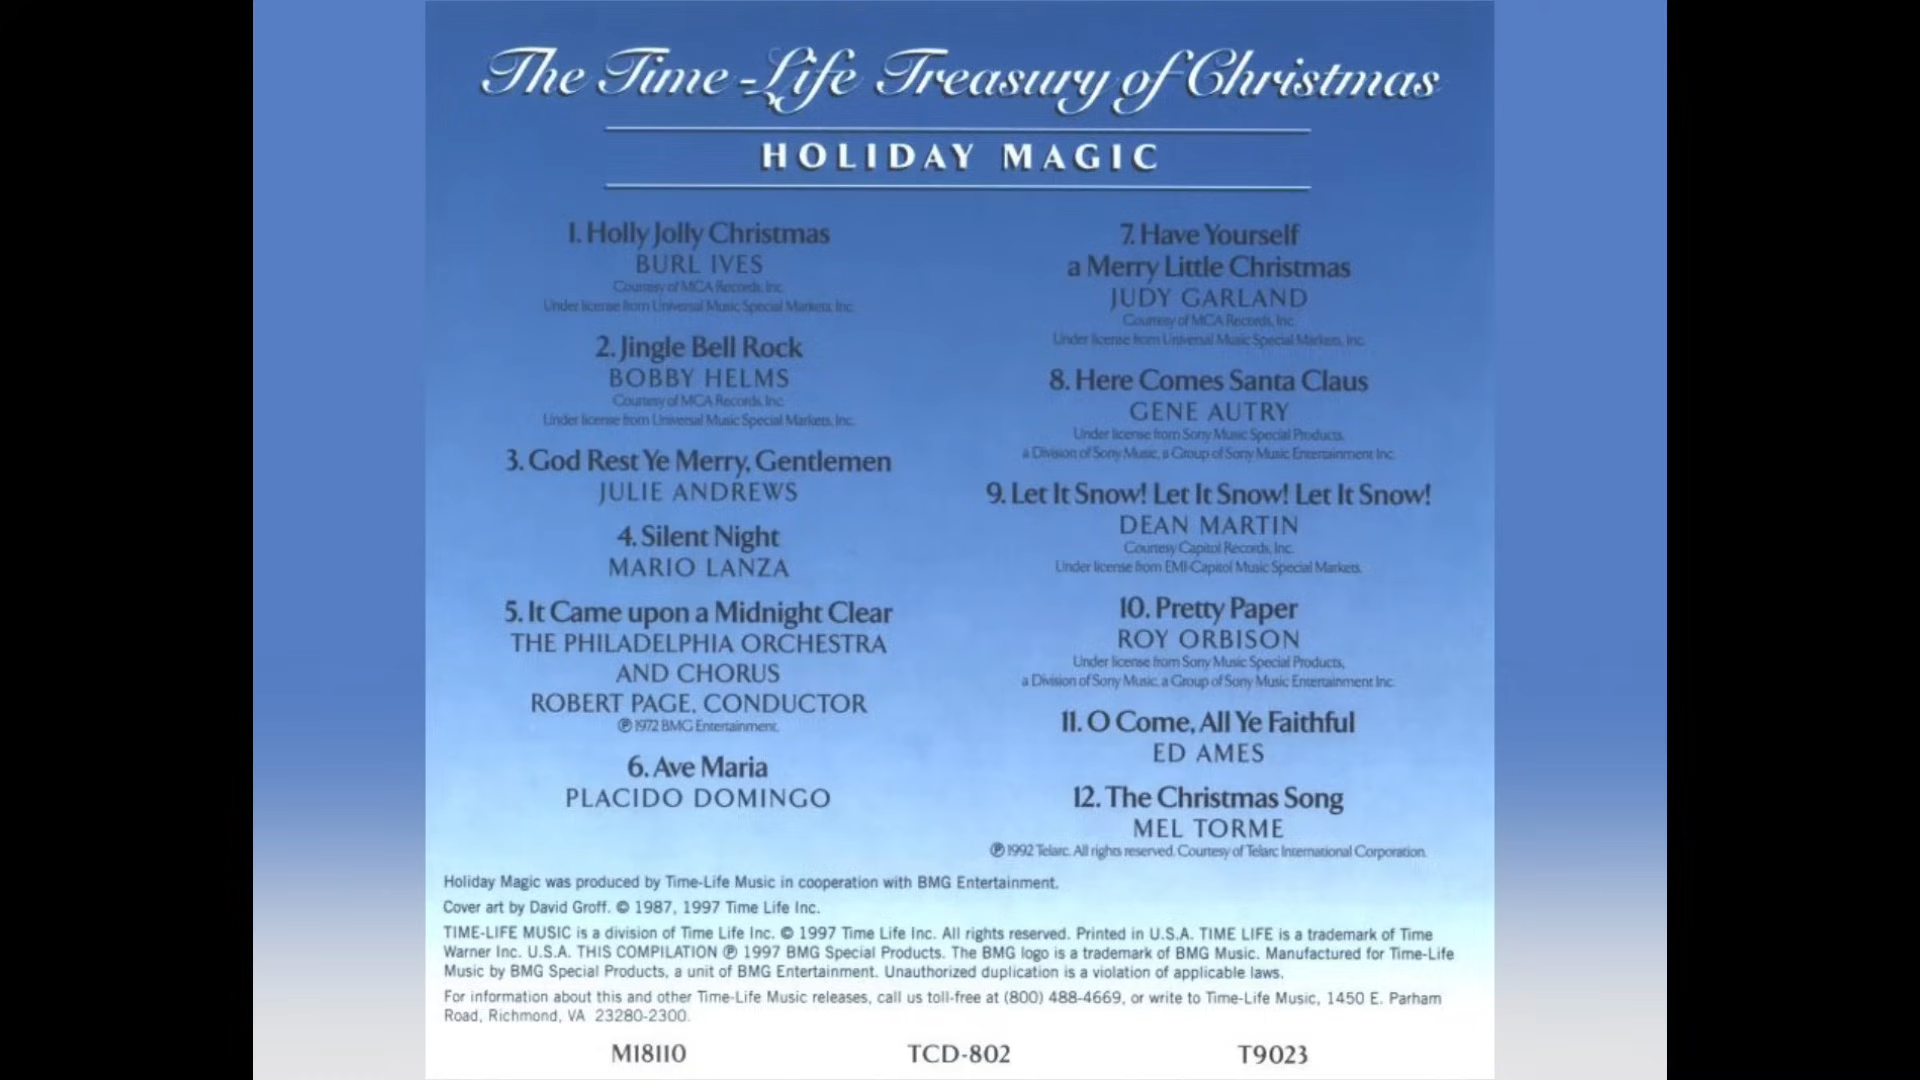 The Time-Life Treasury of Christmas
HOLIDAY MAGIC
1. Holly Jolly Christmas
BURL IVES
Courtesy of MCA Records, Inc.
Under license from Universal Music Special Markets, Inc.
2. Jingle Bell Rock
BOBBY HELMS
Courtesy of MCA Records, Inc.
Under license from Universal Music Special Markets, Inc.
3. God Rest Ye Merry, Gentlemen
JULIE ANDREWS
4. Silent Night
MARIO LANZA
5. It Came upon a Midnight Clear
THE PHILADELPHIA ORCHESTRA
AND CHORUS
ROBERT PAGE, CONDUCTOR
℗ 1972 BMG Entertainment.
6. Ave Maria
PLACIDO DOMINGO
7. Have Yourself
a Merry Little Christmas
JUDY GARLAND
Courtesy of MCA Records, Inc.
Under license from Universal Music Special Markets, Inc.
8. Here Comes Santa Claus
GENE AUTRY
Under license from Sony Music Special Products,
a Division of Sony Music, a Group of Sony Music Entertainment Inc.
9. Let It Snow! Let It Snow! Let It Snow!
DEAN MARTIN
Courtesy Capitol Records, Inc.
Under license from EMI-Capitol Music Special Markets.
10. Pretty Paper
ROY ORBISON
Under license from Sony Music Special Products,
a Division of Sony Music, a Group of Sony Music Entertainment Inc.
11. O Come, All Ye Faithful
ED AMES
12. The Christmas Song
MEL TORME
℗ 1992 Telarc. All rights reserved. Courtesy of Telarc International Corporation.
Holiday Magic was produced by Time-Life Music in cooperation with BMG Entertainment.
Cover art by David Groff. © 1987, 1997 Time Life Inc.
TIME-LIFE MUSIC is a division of Time Life Inc. © 1997 Time Life Inc. All rights reserved. Printed in U.S.A. TIME LIFE is a trademark of Time
Warner Inc. U.S.A. THIS COMPILATION ℗ 1997 BMG Special Products. The BMG logo is a trademark of BMG Music. Manufactured for Time-Life
Music by BMG Special Products, a unit of BMG Entertainment. Unauthorized duplication is a violation of applicable laws.
For information about this and other Time-Life Music releases, call us toll-free at (800) 488-4669, or write to Time-Life Music, 1450 E. Parham
Road, Richmond, VA 23280-2300.
M18110 TCD-802 T9023